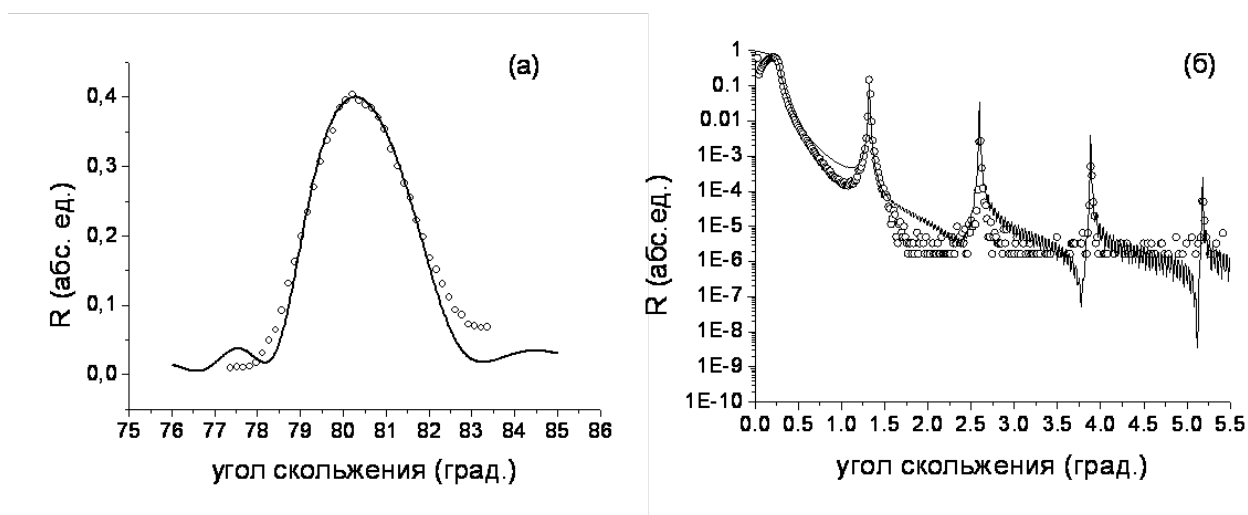 (а)
R (абс. ед.)
0,4
0,3
0,2
0,1
0,0
75 76 77 78 79 80 81 82 83 84 85 86
угол скольжения (град.)
(б)
R (абс. ед.)
1
0.1
0.01
1E-3
1E-4
1E-5
1E-6
1E-7
1E-8
1E-9
1E-10
0.0 0.5 1.0 1.5 2.0 2.5 3.0 3.5 4.0 4.5 5.0 5.5
угол скольжения (град.)